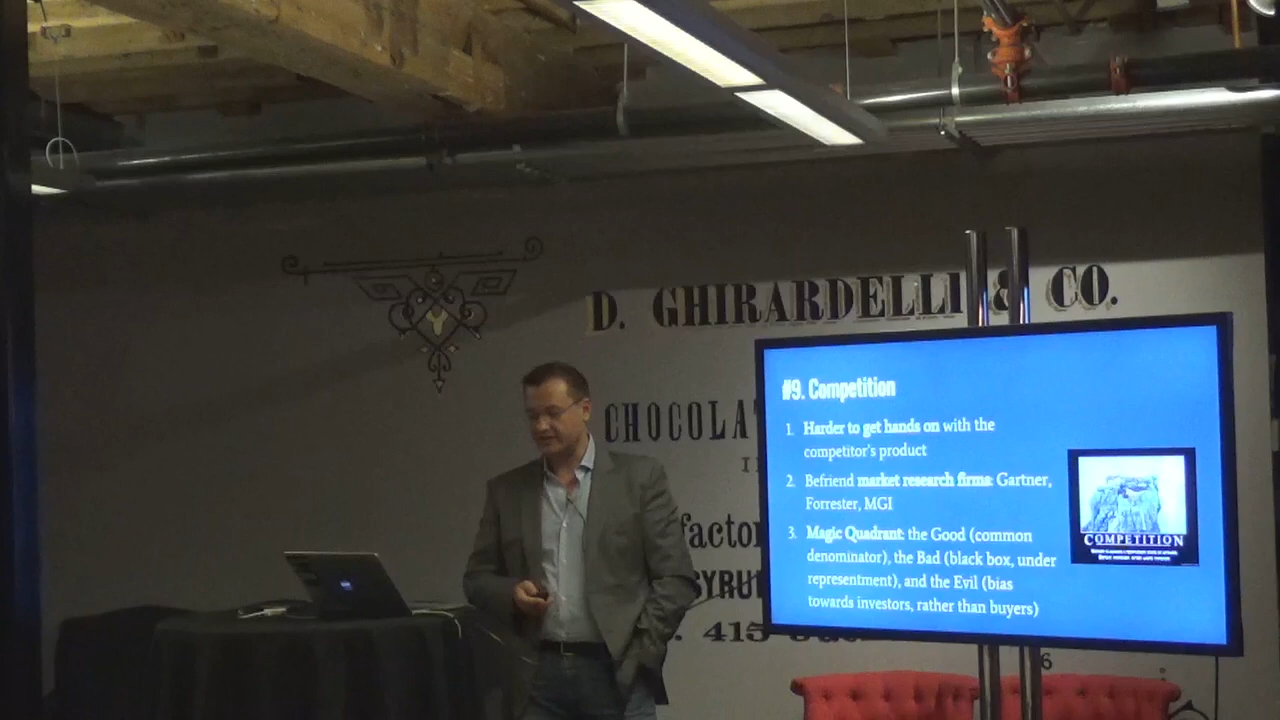 D. GHIRARDELLI & CO.
CHOCOLAT
factor
SYRU
415
6
#9. Competition
1. Harder to get hands on with the
competitor's product
2. Befriend market research firms: Gartner,
Forrester, MGI
3. Magic Quadrant: the Good (common
denominator), the Bad (black box, under
representment), and the Evil (bias
towards investors, rather than buyers)
COMPETITION